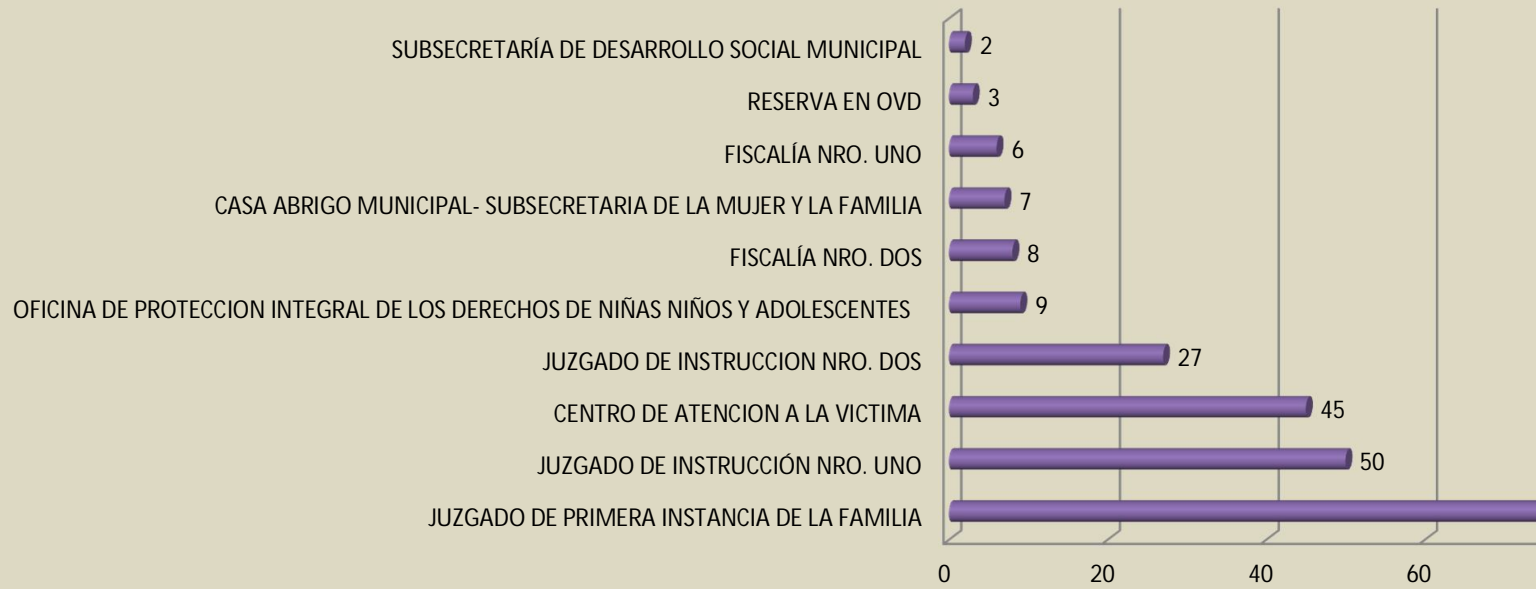 SUBSECRETARÍA DE DESARROLLO SOCIAL MUNICIPAL 2
RESERVA EN OVD 3
FISCALÍA NRO. UNO 6
CASA ABRIGO MUNICIPAL- SUBSECRETARIA DE LA MUJER Y LA FAMILIA 7
FISCALÍA NRO. DOS 8
OFICINA DE PROTECCION INTEGRAL DE LOS DERECHOS DE NIÑAS NIÑOS Y ADOLESCENTES 9
JUZGADO DE INSTRUCCION NRO. DOS 27
CENTRO DE ATENCION A LA VICTIMA 45
JUZGADO DE INSTRUCCIÓN NRO. UNO 50
JUZGADO DE PRIMERA INSTANCIA DE LA FAMILIA
0 20 40 60